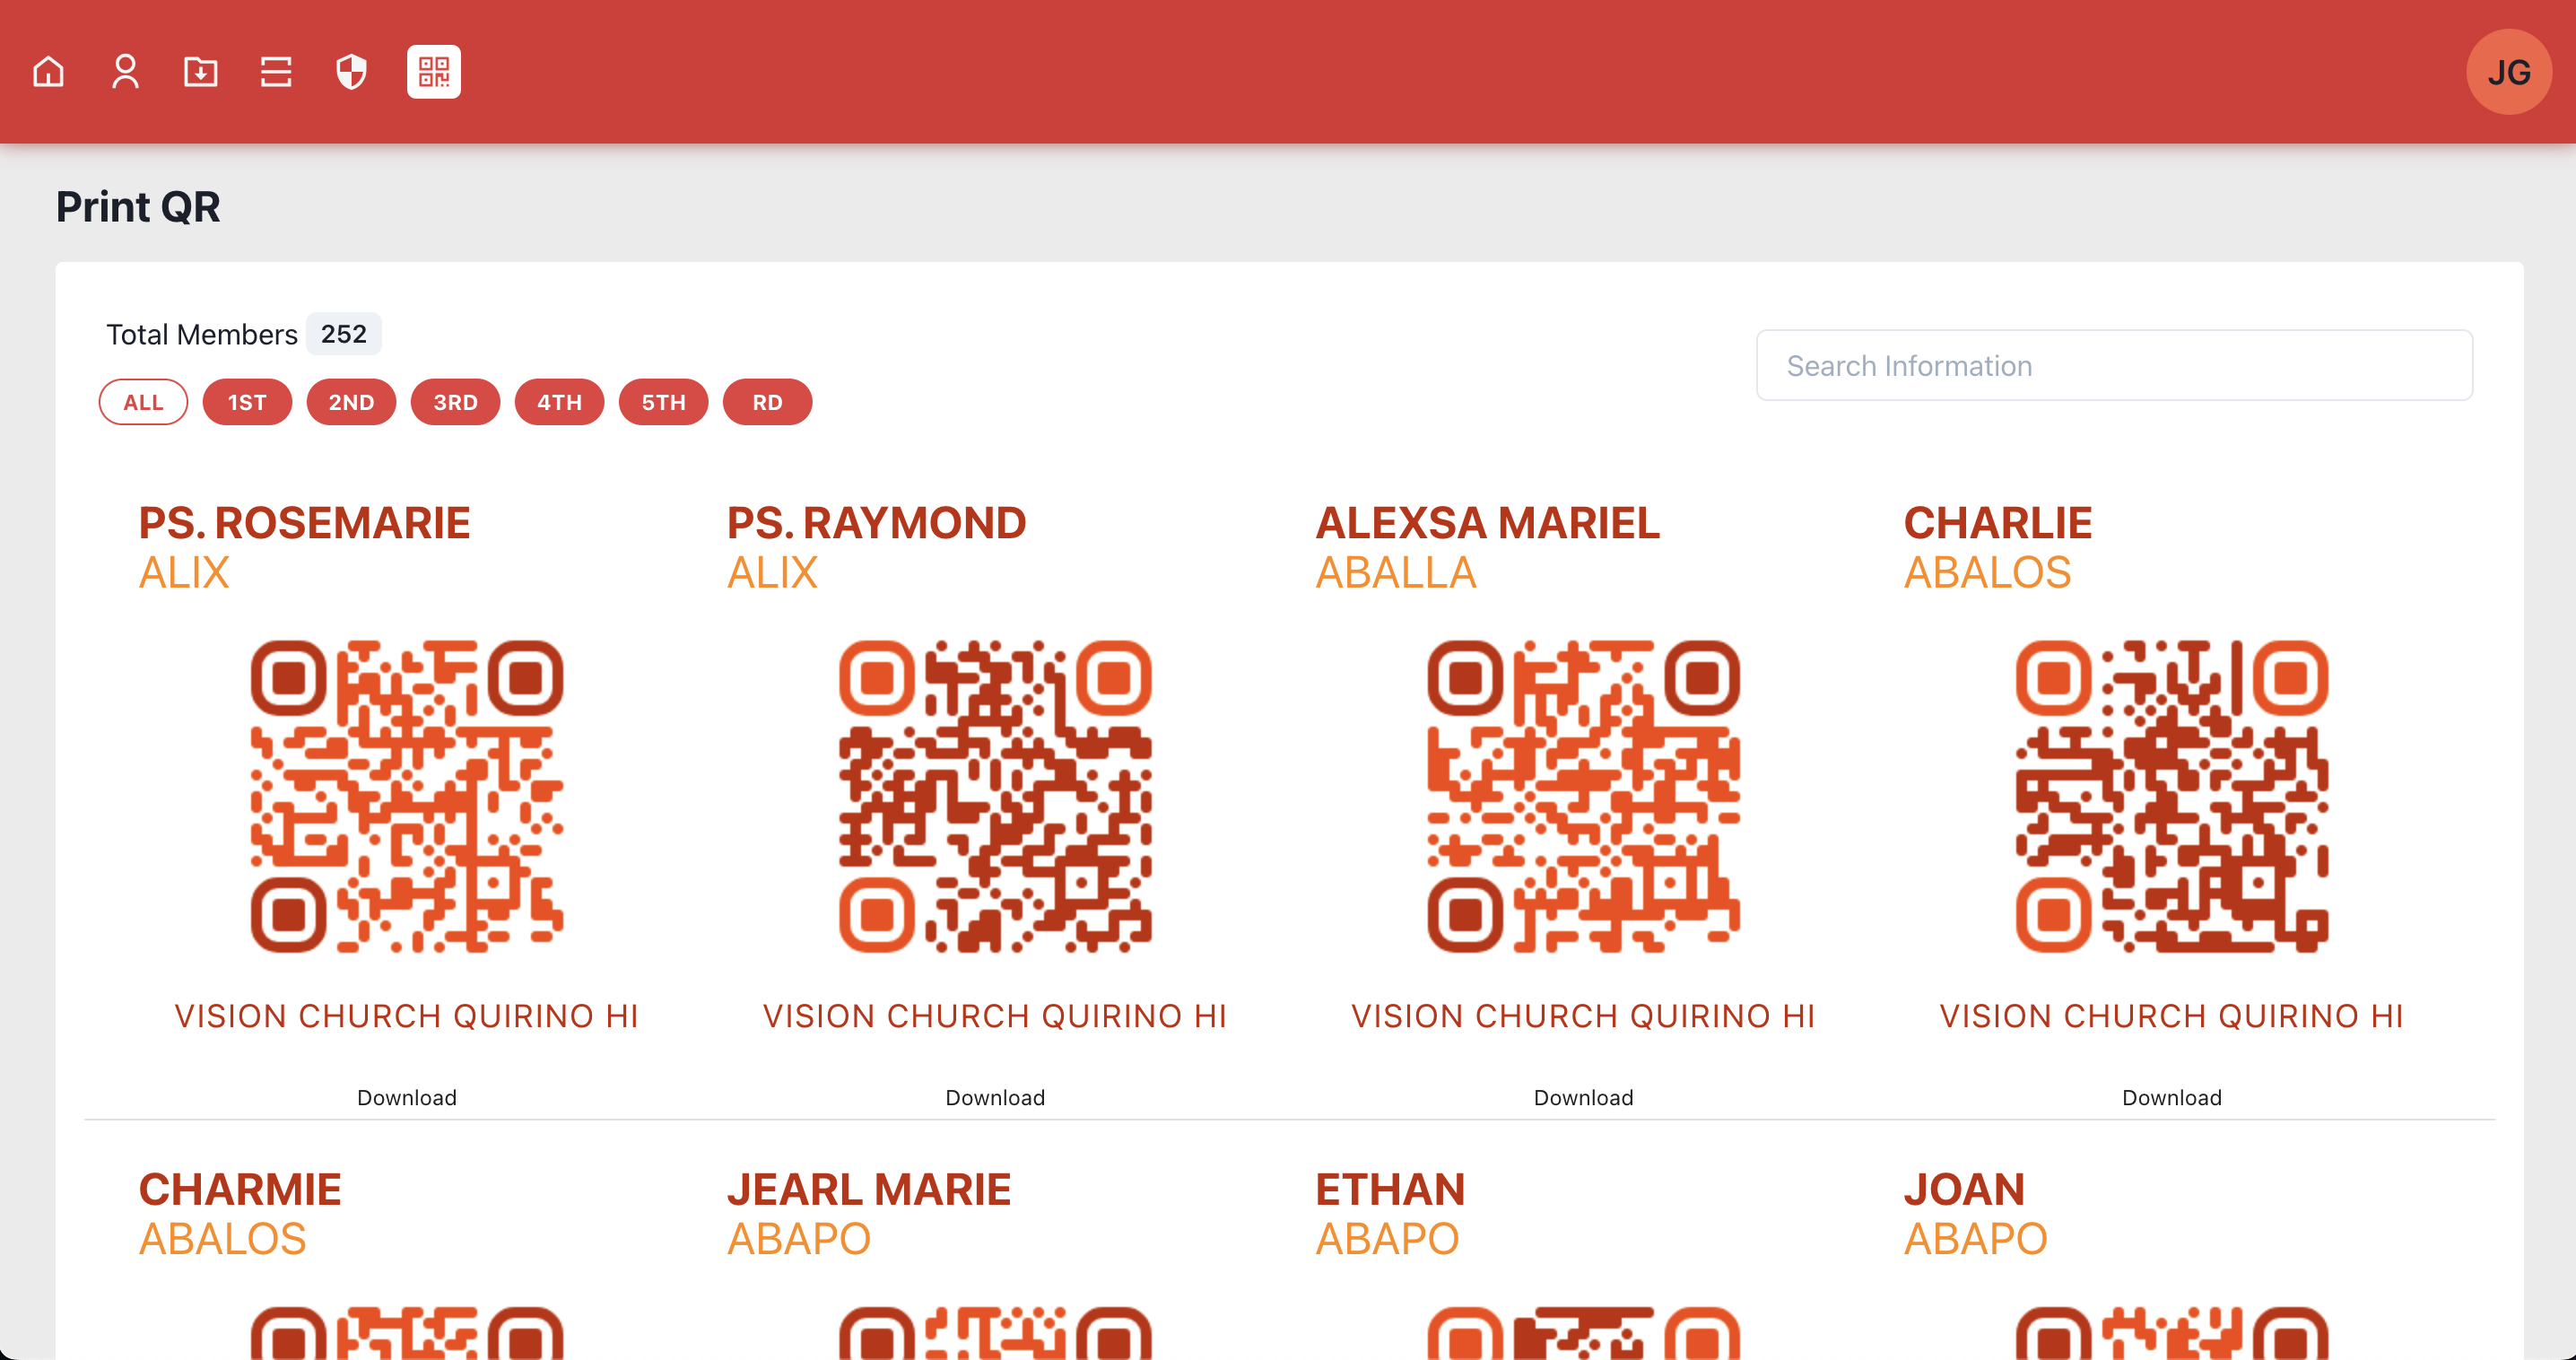 JG
Print QR
Total Members 252
Search Information
ALL 1ST 2ND 3RD 4TH 5TH RD
PS. ROSEMARIE
ALIX
PS. RAYMOND
ALIX
ALEXSA MARIEL
ABALLA
CHARLIE
ABALOS
VISION CHURCH QUIRINO HI
VISION CHURCH QUIRINO HI
VISION CHURCH QUIRINO HI
VISION CHURCH QUIRINO HI
Download
Download
Download
Download
CHARMIE
ABALOS
JEARL MARIE
ABAPO
ETHAN
ABAPO
JOAN
ABAPO